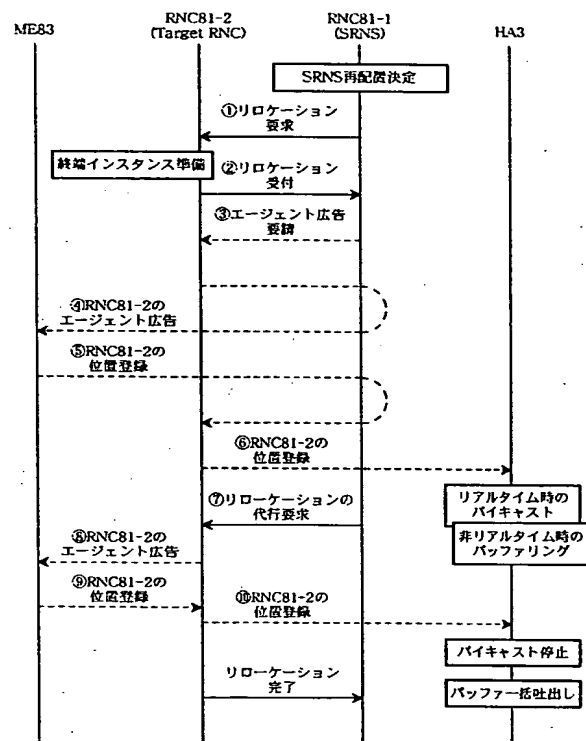 ME83
RNC81-2
(Target RNC)
RNC81-1
(SRNS)
HA3
SRNS再配置決定
①リロケーション
要求
終端インスタンス準備
②リロケーション
受付
③エージェント広告
要請
④RNC81-2の
エージェント広告
⑤RNC81-2の
位置登録
⑥RNC81-2の
位置登録
⑦リローケーションの
代行要求
リアルタイム時の
バイキャスト
非リアルタイム時の
バッファリング
⑧RNC81-2の
エージェント広告
⑨RNC81-2の
位置登録
⑩RNC81-2の
位置登録
バイキャスト停止
リローケーション
完了
バッファ一括吐出し